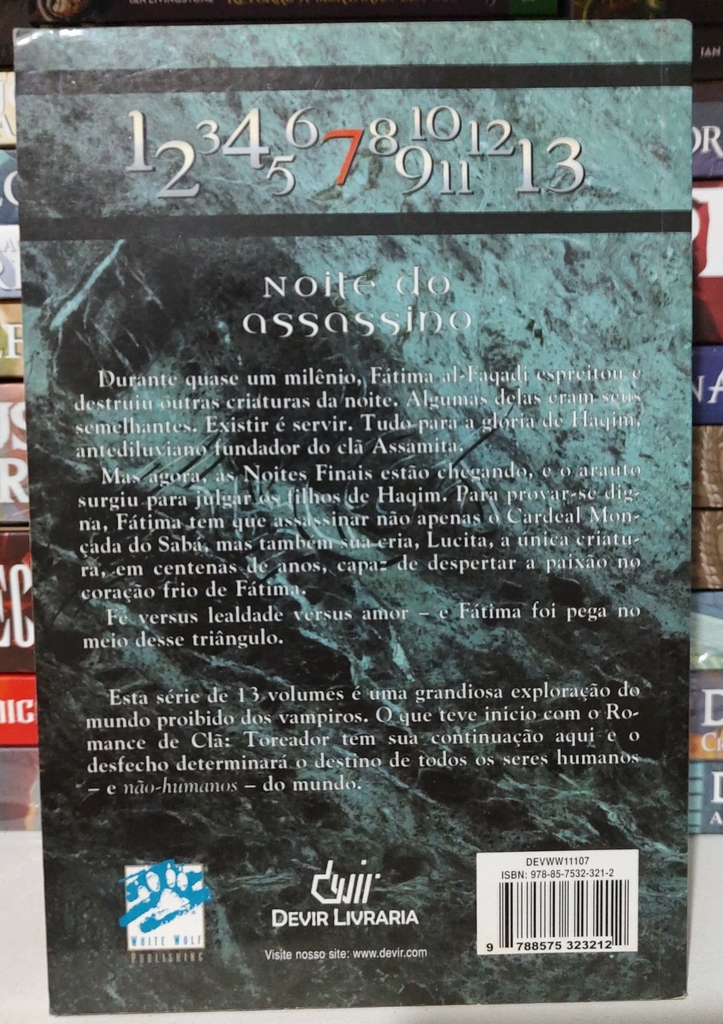 IAN LIVINGSTONE
IAN
1 2 3 4 5 6 7 8 9 10 11 12 13
Noite do
assassino
Durante quase um milênio, Fátima al-Faqadi espreitou e
destruiu outras criaturas da noite. Algumas delas eram seus
semelhantes. Existir é servir. Tudo para a glória de Haqim,
antediluviano fundador do clã Assamita.
Mas agora, as Noites Finais estão chegando, e o arauto
surgiu para julgar os filhos de Haqim. Para provar-se dig-
na, Fátima tem que assassinar não apenas o Cardeal Mon-
çada do Sabá, mas também sua cria, Lucita, a única criatu-
ra, em centenas de anos, capaz de despertar a paixão no
coração frio de Fátima.
Fé versus lealdade versus amor – e Fátima foi pega no
meio desse triângulo.
Esta série de 13 volumes é uma grandiosa exploração do
mundo proibido dos vampiros. O que teve início com o Ro-
mance de Clã: Toreador tem sua continuação aqui e o
desfecho determinará o destino de todos os seres humanos
– e não-humanos – do mundo.
White Wolf
Publishing
devir
DEVIR LIVRARIA
Visite nosso site: www.devir.com
DEVWW11107
ISBN: 978-85-7532-321-2
9 788575 323212